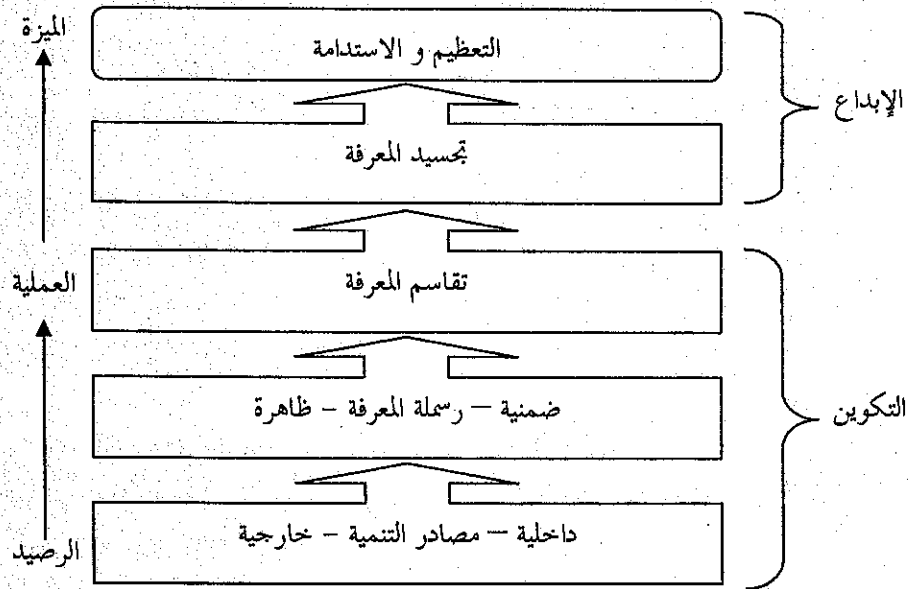 الميزة
التعظيم و الاستدامة
الإبداع
تجسيد المعرفة
تقاسم المعرفة
العملية
ضمنية – رسملة المعرفة – ظاهرة
التكوين
داخلية – مصادر التنمية – خارجية
الرصيد